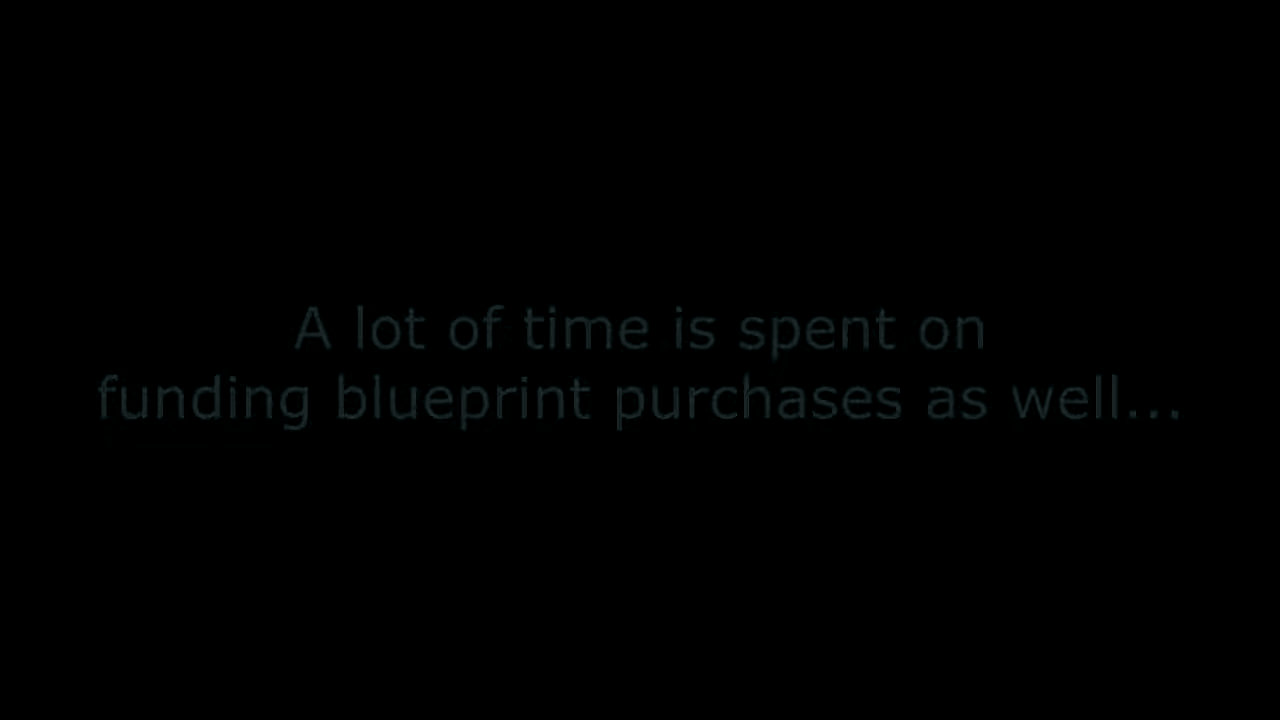 A lot of time is spent on
funding blueprint purchases as well...